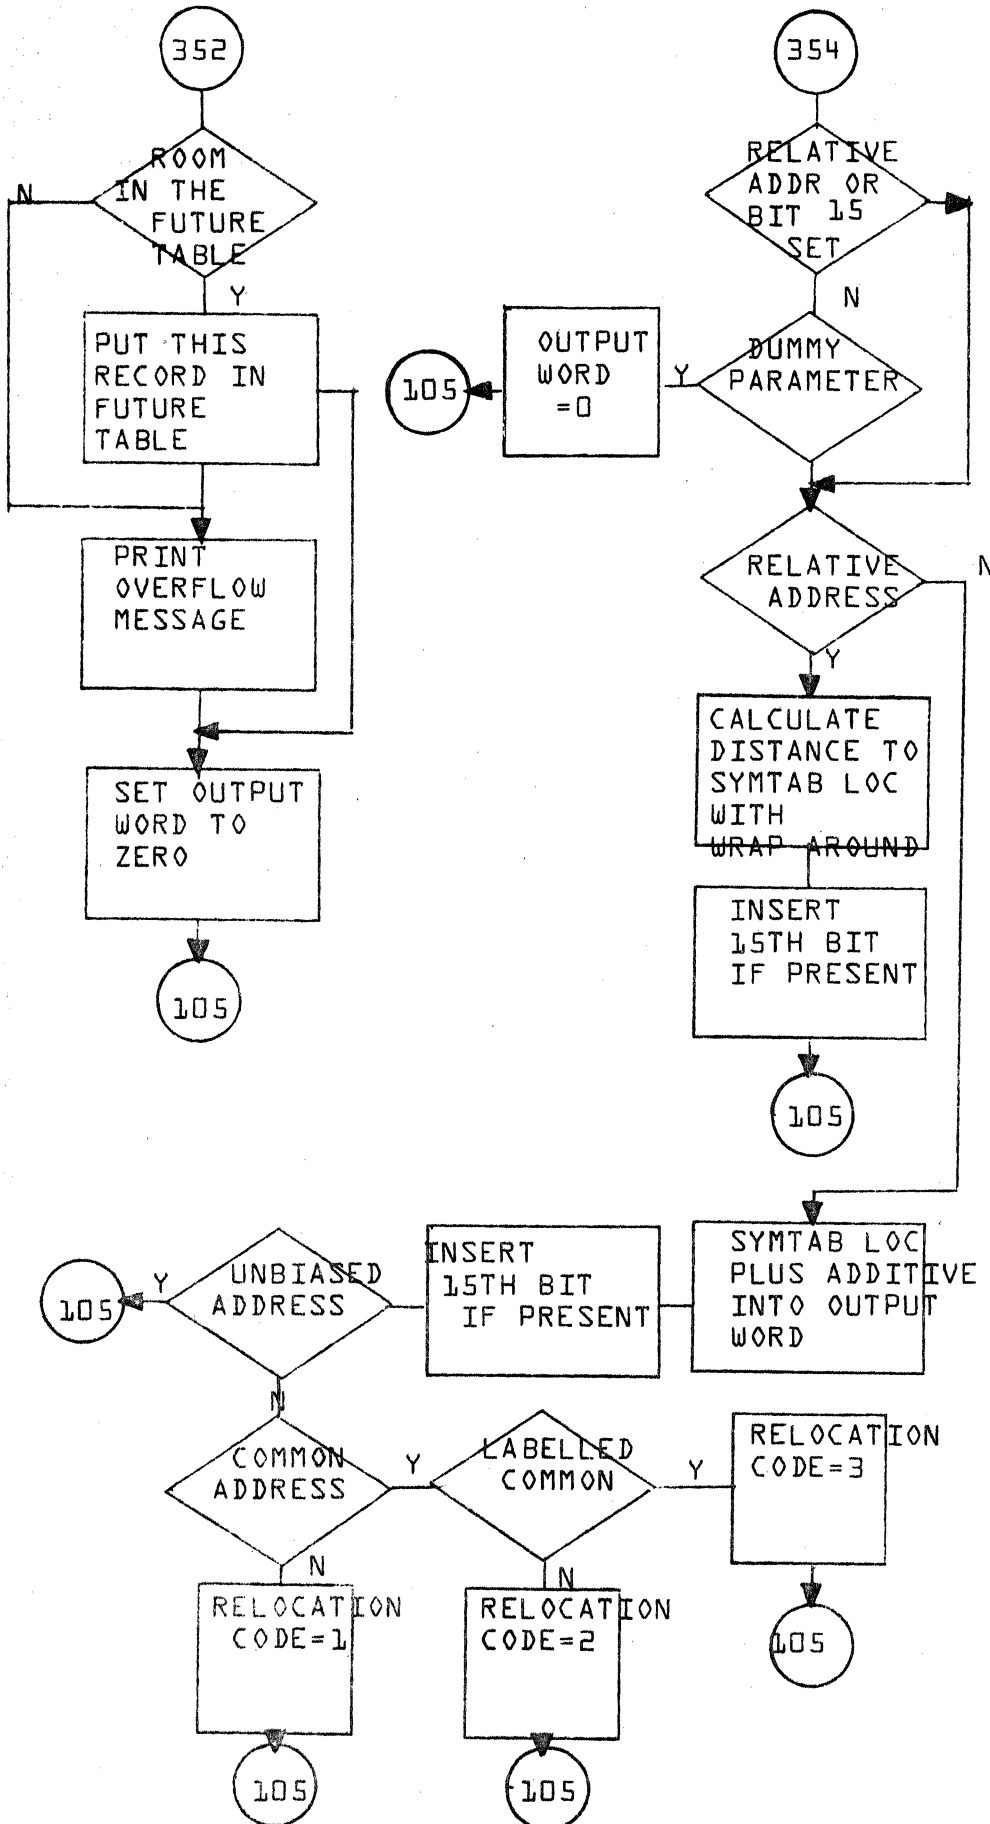 352
ROOM
IN THE
FUTURE
TABLE
N
Y
PUT THIS
RECORD IN
FUTURE
TABLE
PRINT
OVERFLOW
MESSAGE
SET OUTPUT
WORD TO
ZERO
105
354
RELATIVE
ADDR OR
BIT 15
SET
N
DUMMY
PARAMETER
Y
OUTPUT
WORD
=0
105
RELATIVE
ADDRESS
N
Y
CALCULATE
DISTANCE TO
SYMTAB LOC
WITH
WRAP AROUND
INSERT
15TH BIT
IF PRESENT
105
SYMTAB LOC
PLUS ADDITIVE
INTO OUTPUT
WORD
INSERT
15TH BIT
IF PRESENT
UNBIASED
ADDRESS
Y
105
N
COMMON
ADDRESS
Y
LABELLED
COMMON
Y
RELOCATION
CODE=3
105
N
RELOCATION
CODE=1
105
N
RELOCATION
CODE=2
105